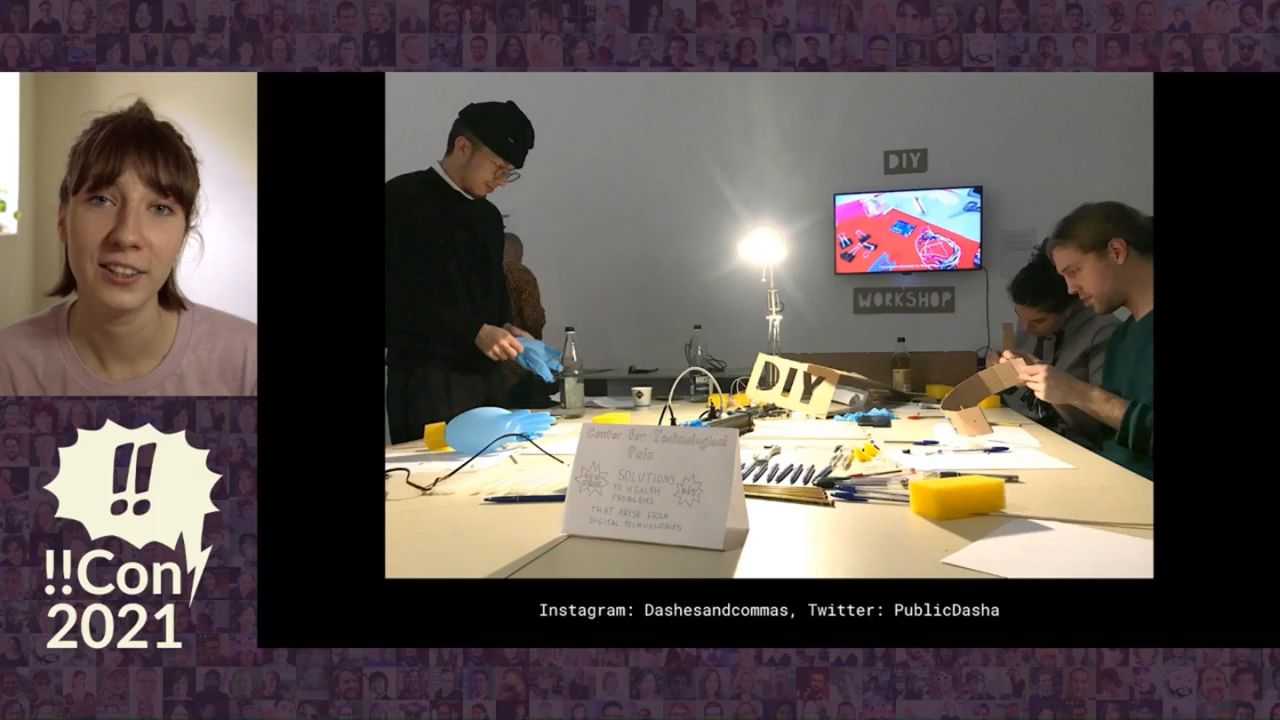 DIY
WORKSHOP
DIY
Center for Technological
Pain
SOLUTIONS
TO HEALTH
PROBLEMS
DIY
THAT ARISE FROM
DIGITAL TECHNOLOGIES
!!
!!Con
2021
Instagram: Dashesandcommas, Twitter: PublicDasha